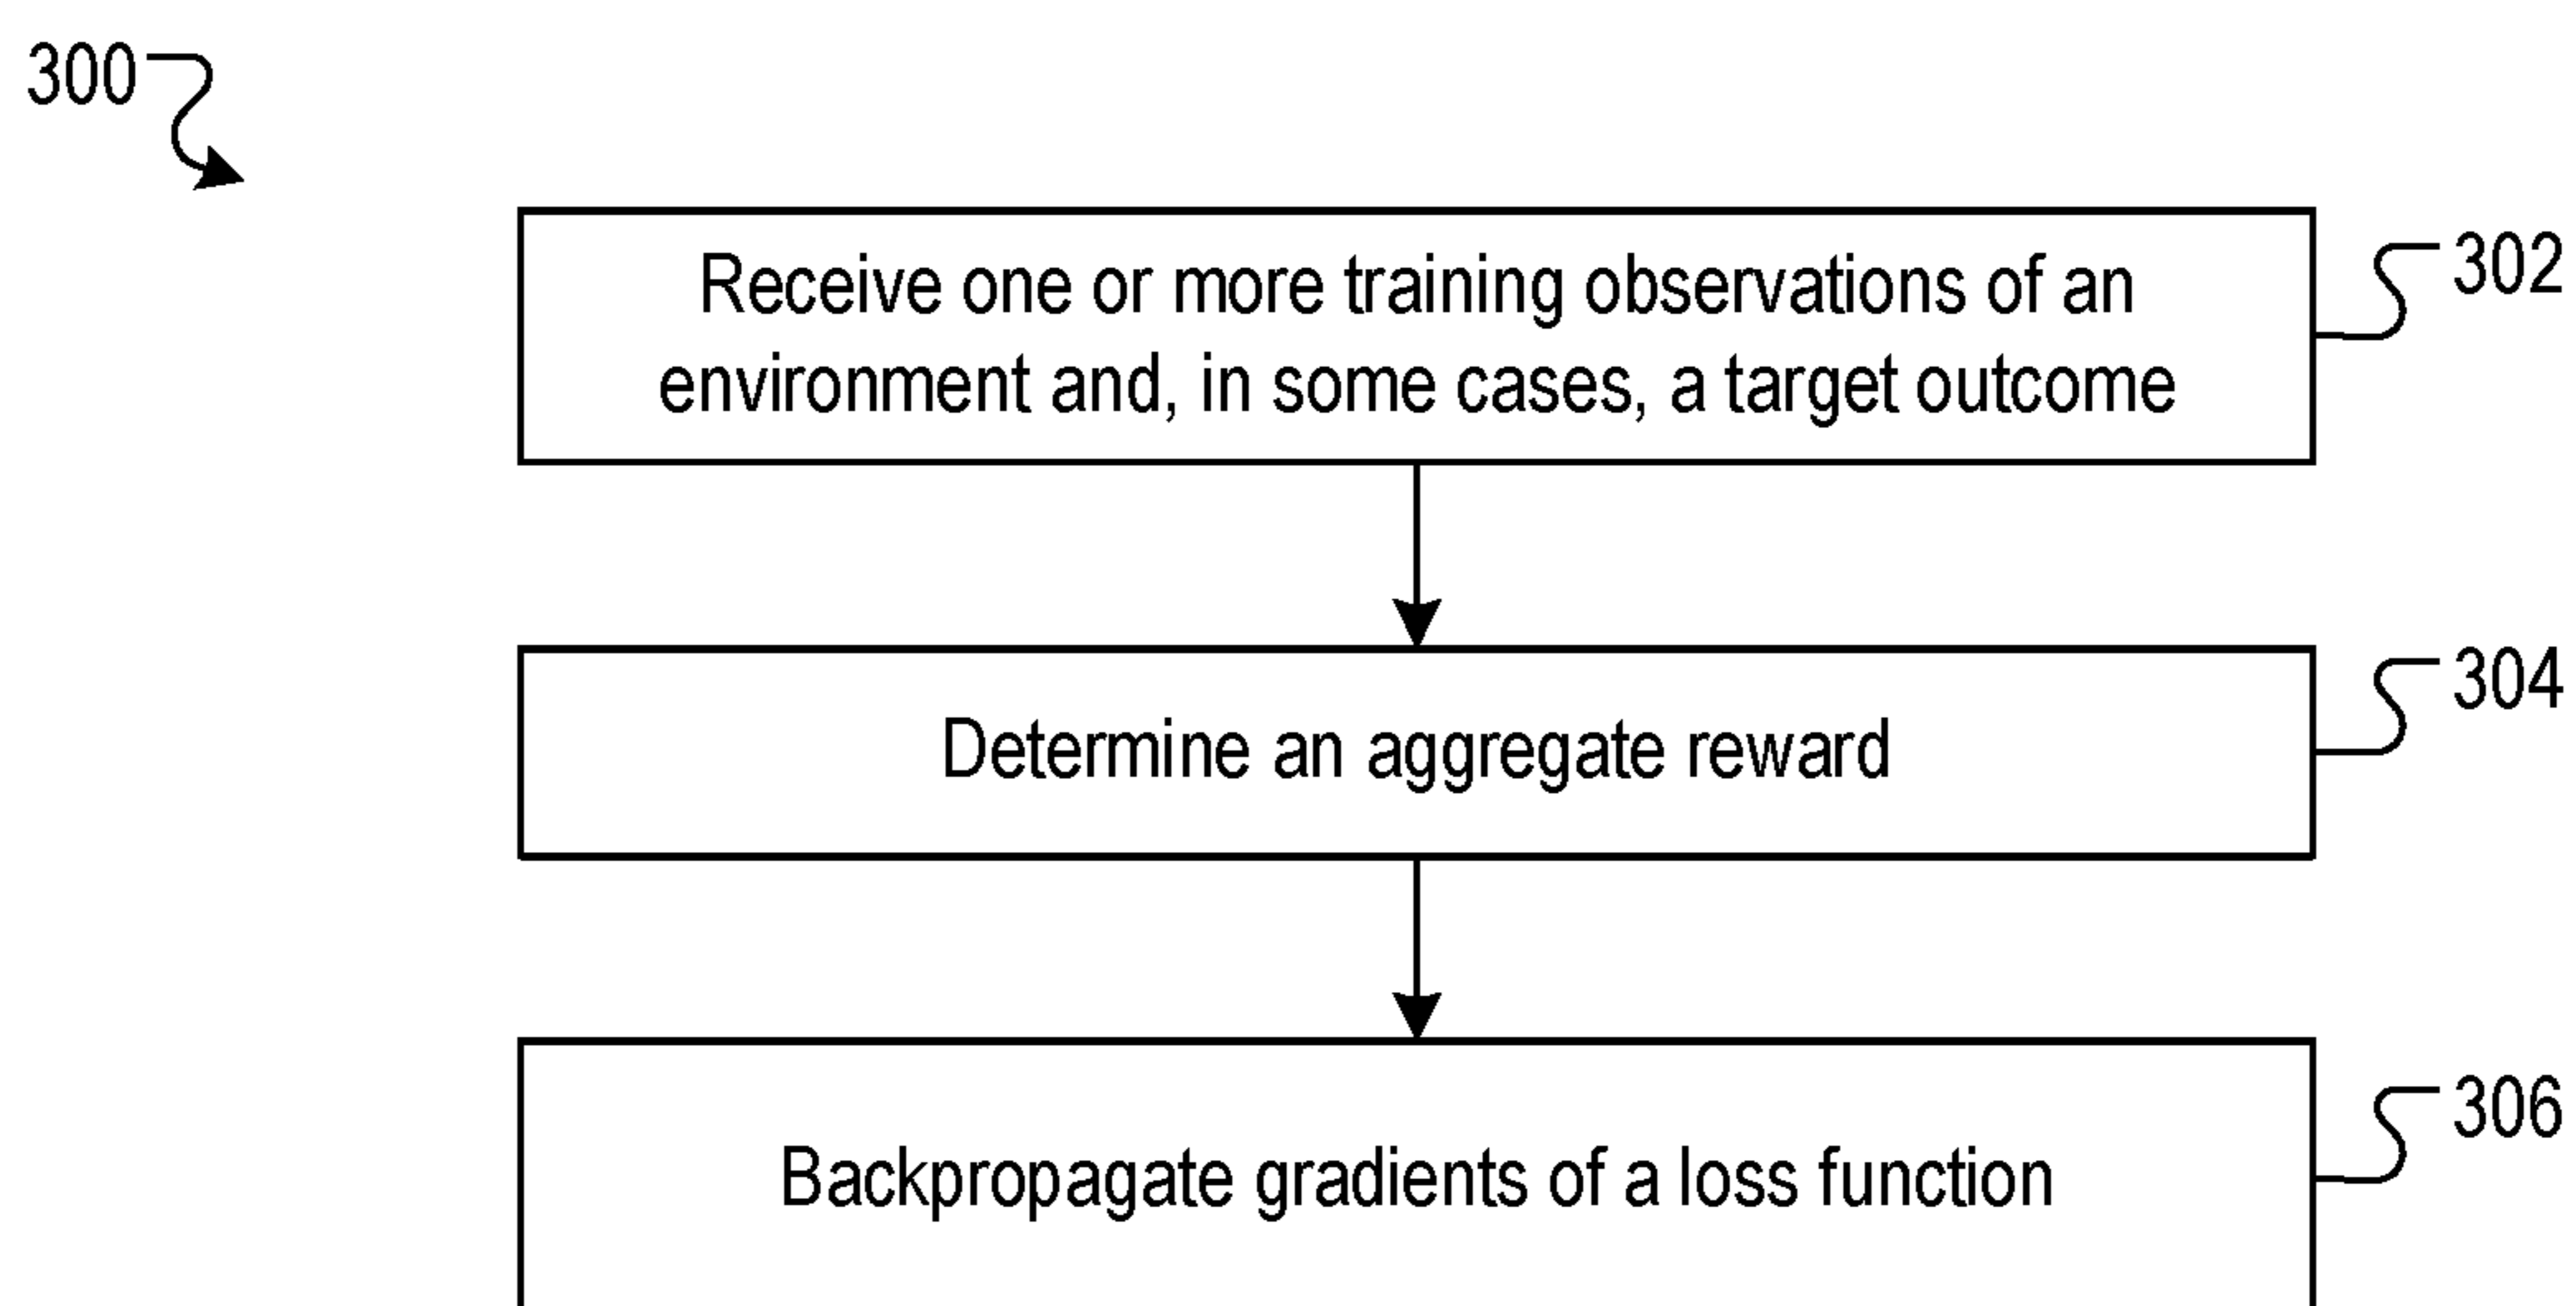 300
Receive one or more training observations of an
environment and, in some cases, a target outcome
302
Determine an aggregate reward
304
Backpropagate gradients of a loss function
306